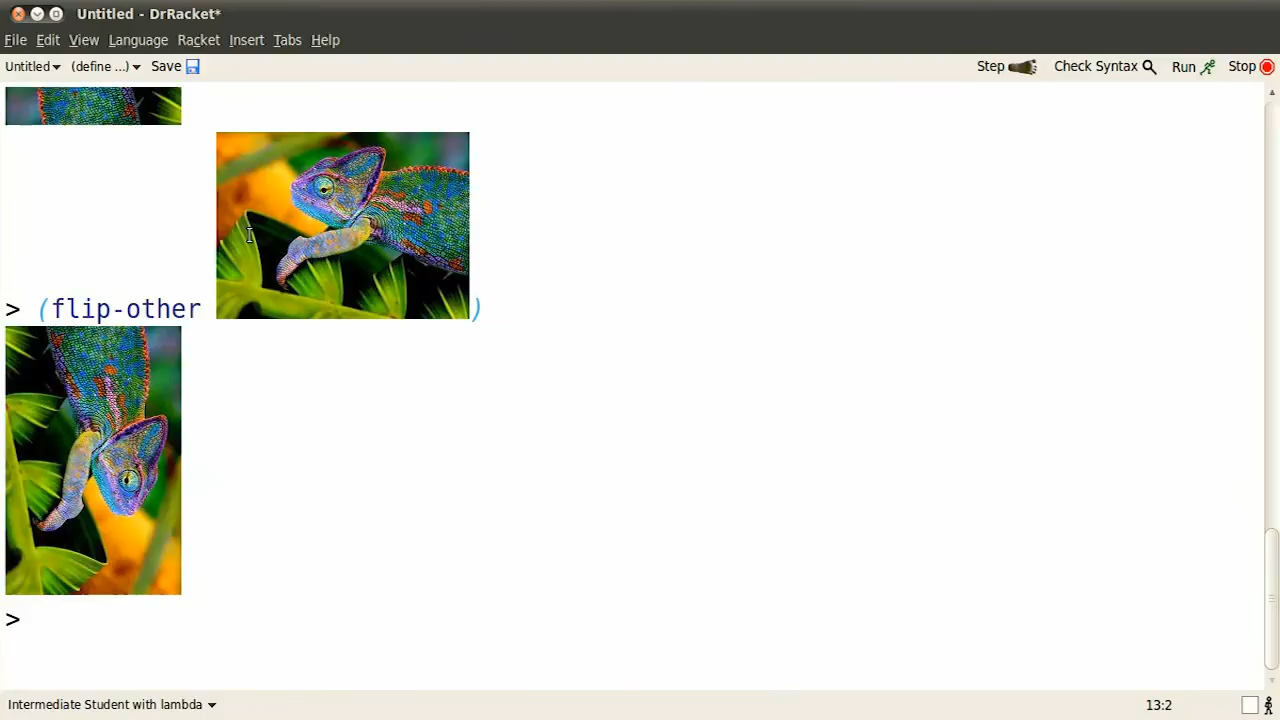 Untitled - DrRacket*
File Edit View Language Racket Insert Tabs Help
Untitled (define ...) Save Step Check Syntax Run Stop
> (flip-other )
>
Intermediate Student with lambda 13:2